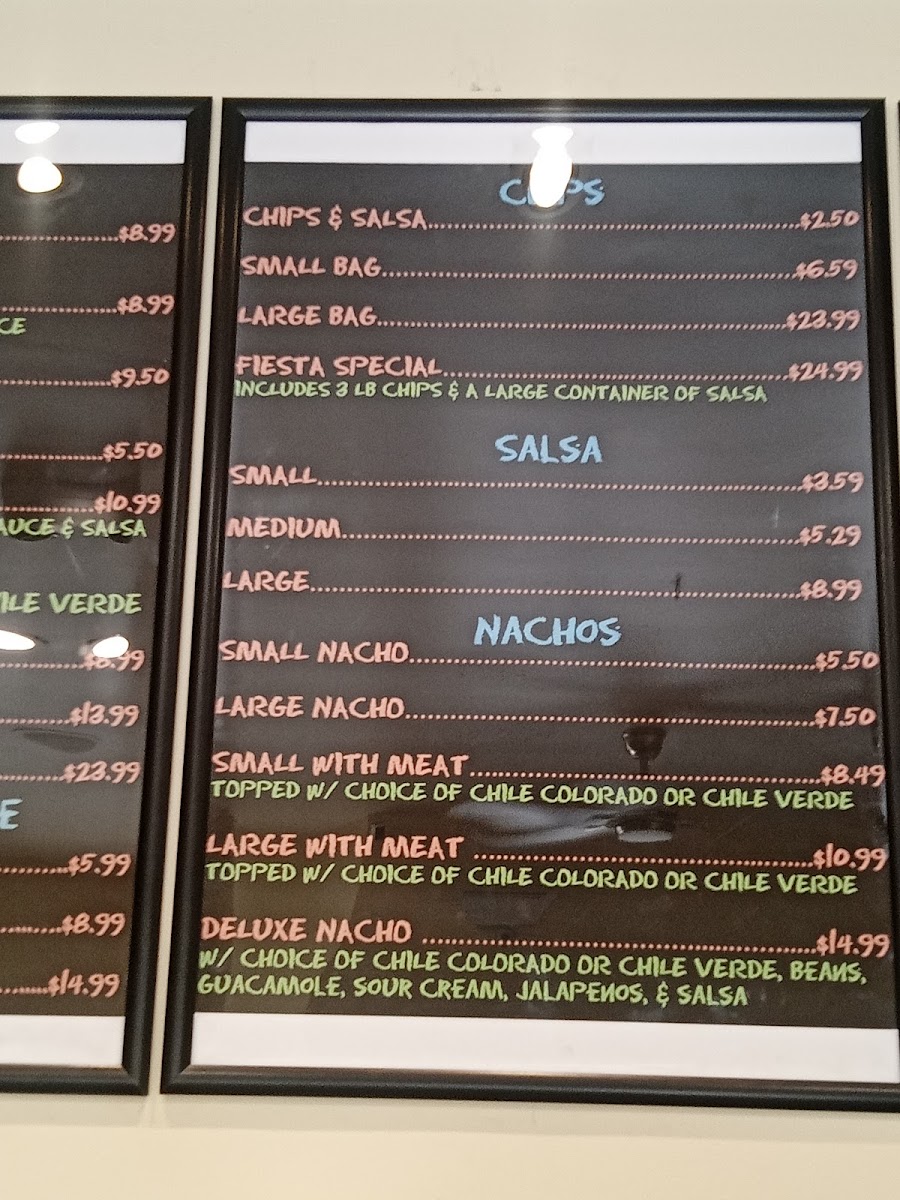 $8.99
$8.99
CE
$9.50
$5.50
$10.99
AUCE & SALSA
ILE VERDE
$8.99
$13.99
$23.99
E
$5.99
$8.99
$14.99
CHIPS
CHIPS & SALSA $2.50
SMALL BAG $6.59
LARGE BAG $23.99
FIESTA SPECIAL $24.99
INCLUDES 3 LB CHIPS & A LARGE CONTAINER OF SALSA
SALSA
SMALL $3.59
MEDIUM $5.29
LARGE $8.99
NACHOS
SMALL NACHO $5.50
LARGE NACHO $7.50
SMALL WITH MEAT $8.49
TOPPED W/ CHOICE OF CHILE COLORADO OR CHILE VERDE
LARGE WITH MEAT $10.99
TOPPED W/ CHOICE OF CHILE COLORADO OR CHILE VERDE
DELUXE NACHO $14.99
W/ CHOICE OF CHILE COLORADO OR CHILE VERDE, BEANS,
GUACAMOLE, SOUR CREAM, JALAPENOS, & SALSA